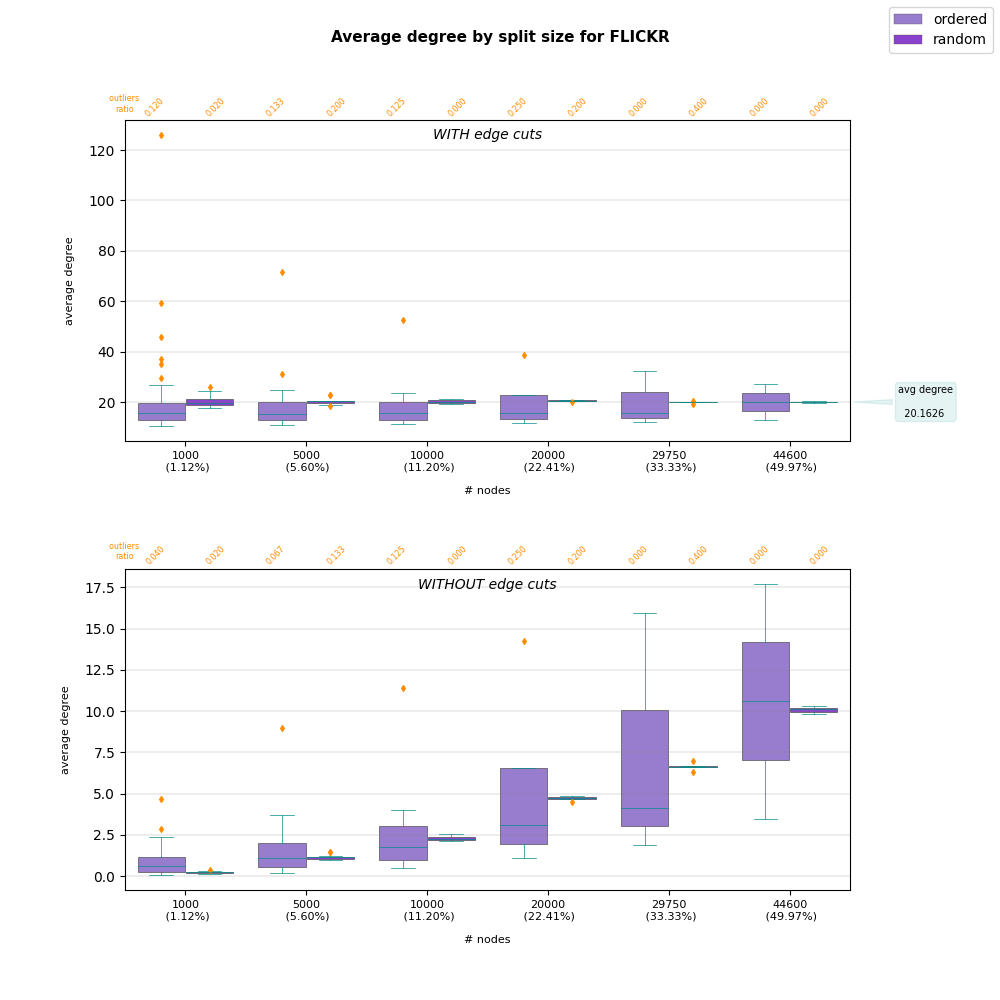 ordered
random
Average degree by split size for FLICKR
outliers
ratio
0.120 0.020 0.133 0.200 0.125 0.000 0.250 0.200 0.000 0.400 0.000 0.000
WITH edge cuts
120
100
80
60
40
20
average degree
avg degree
20.1626
1000 5000 10000 20000 29750 44600
(1.12%) (5.60%) (11.20%) (22.41%) (33.33%) (49.97%)
# nodes
outliers
ratio
0.040 0.020 0.067 0.133 0.125 0.000 0.250 0.200 0.000 0.400 0.000 0.000
WITHOUT edge cuts
17.5
15.0
12.5
10.0
7.5
5.0
2.5
0.0
average degree
1000 5000 10000 20000 29750 44600
(1.12%) (5.60%) (11.20%) (22.41%) (33.33%) (49.97%)
# nodes